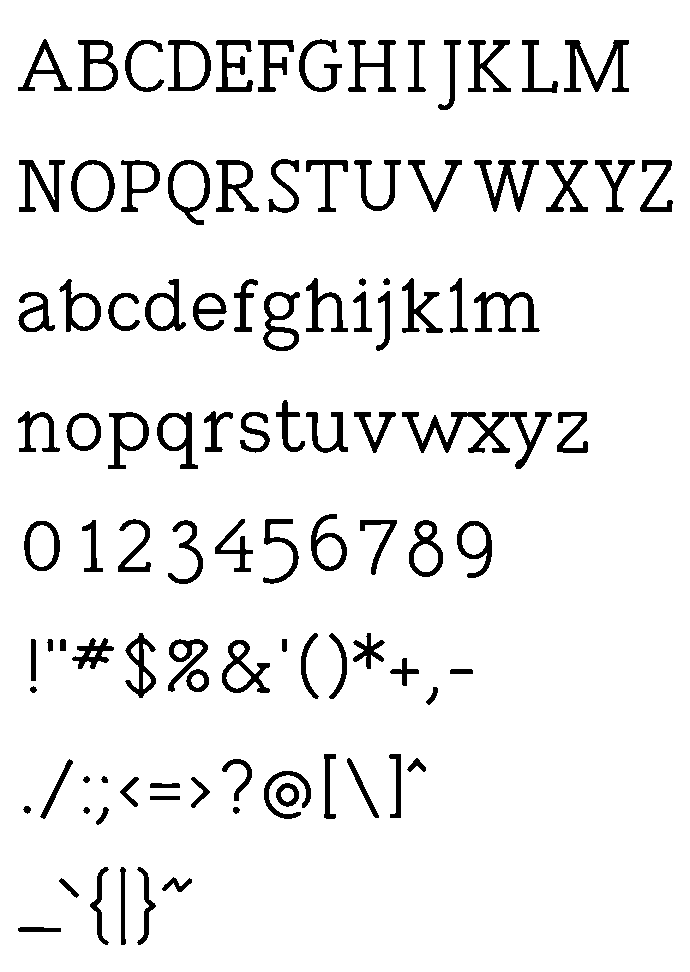 ABCDEFGHIJKLM
NOPQRSTUVWXYZ
abcdefghijklm
nopqrstuvwxyz
0123456789
!"#$%&'()*+,-
./:;<=>?@[\]^
_`{|}~